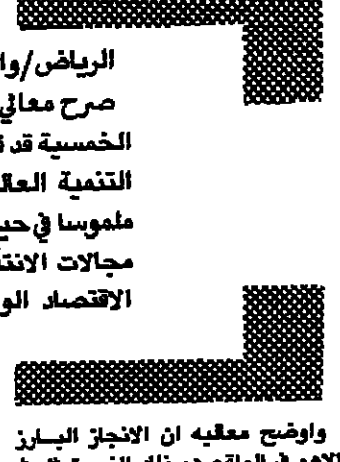 الرياض/وا
صرح معالي
الخمسية قد
التنمية العا
ملموسا في حي
مجالات الانت
الاقتصاد الو
واوضح معاليه ان الانجاز البارز